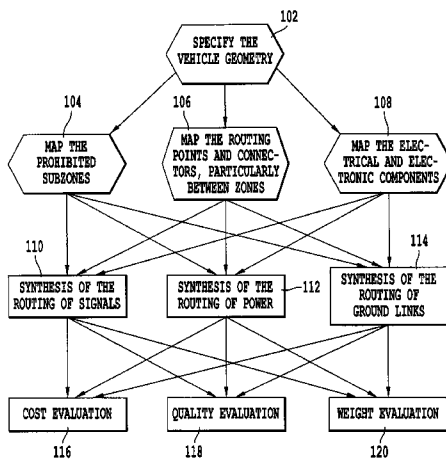 102
SPECIFY THE
VEHICLE GEOMETRY
104
106
108
MAP THE
PROHIBITED
SUBZONES
MAP THE ROUTING
POINTS AND CONNEC-
TORS, PARTICULARLY
BETWEEN ZONES
MAP THE ELEC-
TRICAL AND ELEC-
TRONIC COMPONENTS
110
114
SYNTHESIS OF THE
ROUTING OF SIGNALS
SYNTHESIS OF THE
ROUTING OF POWER
112
SYNTHESIS OF THE
ROUTING OF
GROUND LINKS
COST EVALUATION
QUALITY EVALUATION
WEIGHT EVALUATION
116
118
120